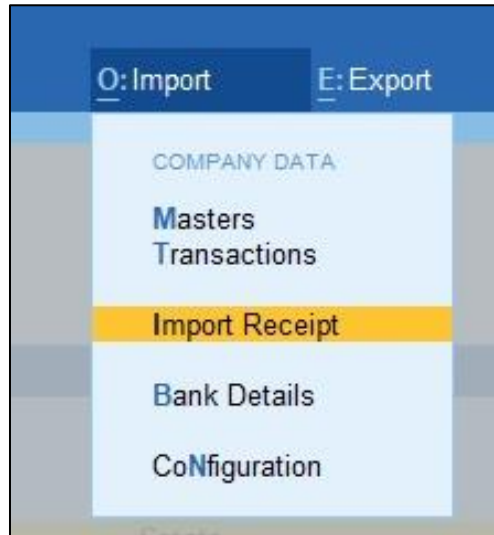 O: Import E: Export
COMPANY DATA
Masters
Transactions
Import Receipt
Bank Details
CoNfiguration